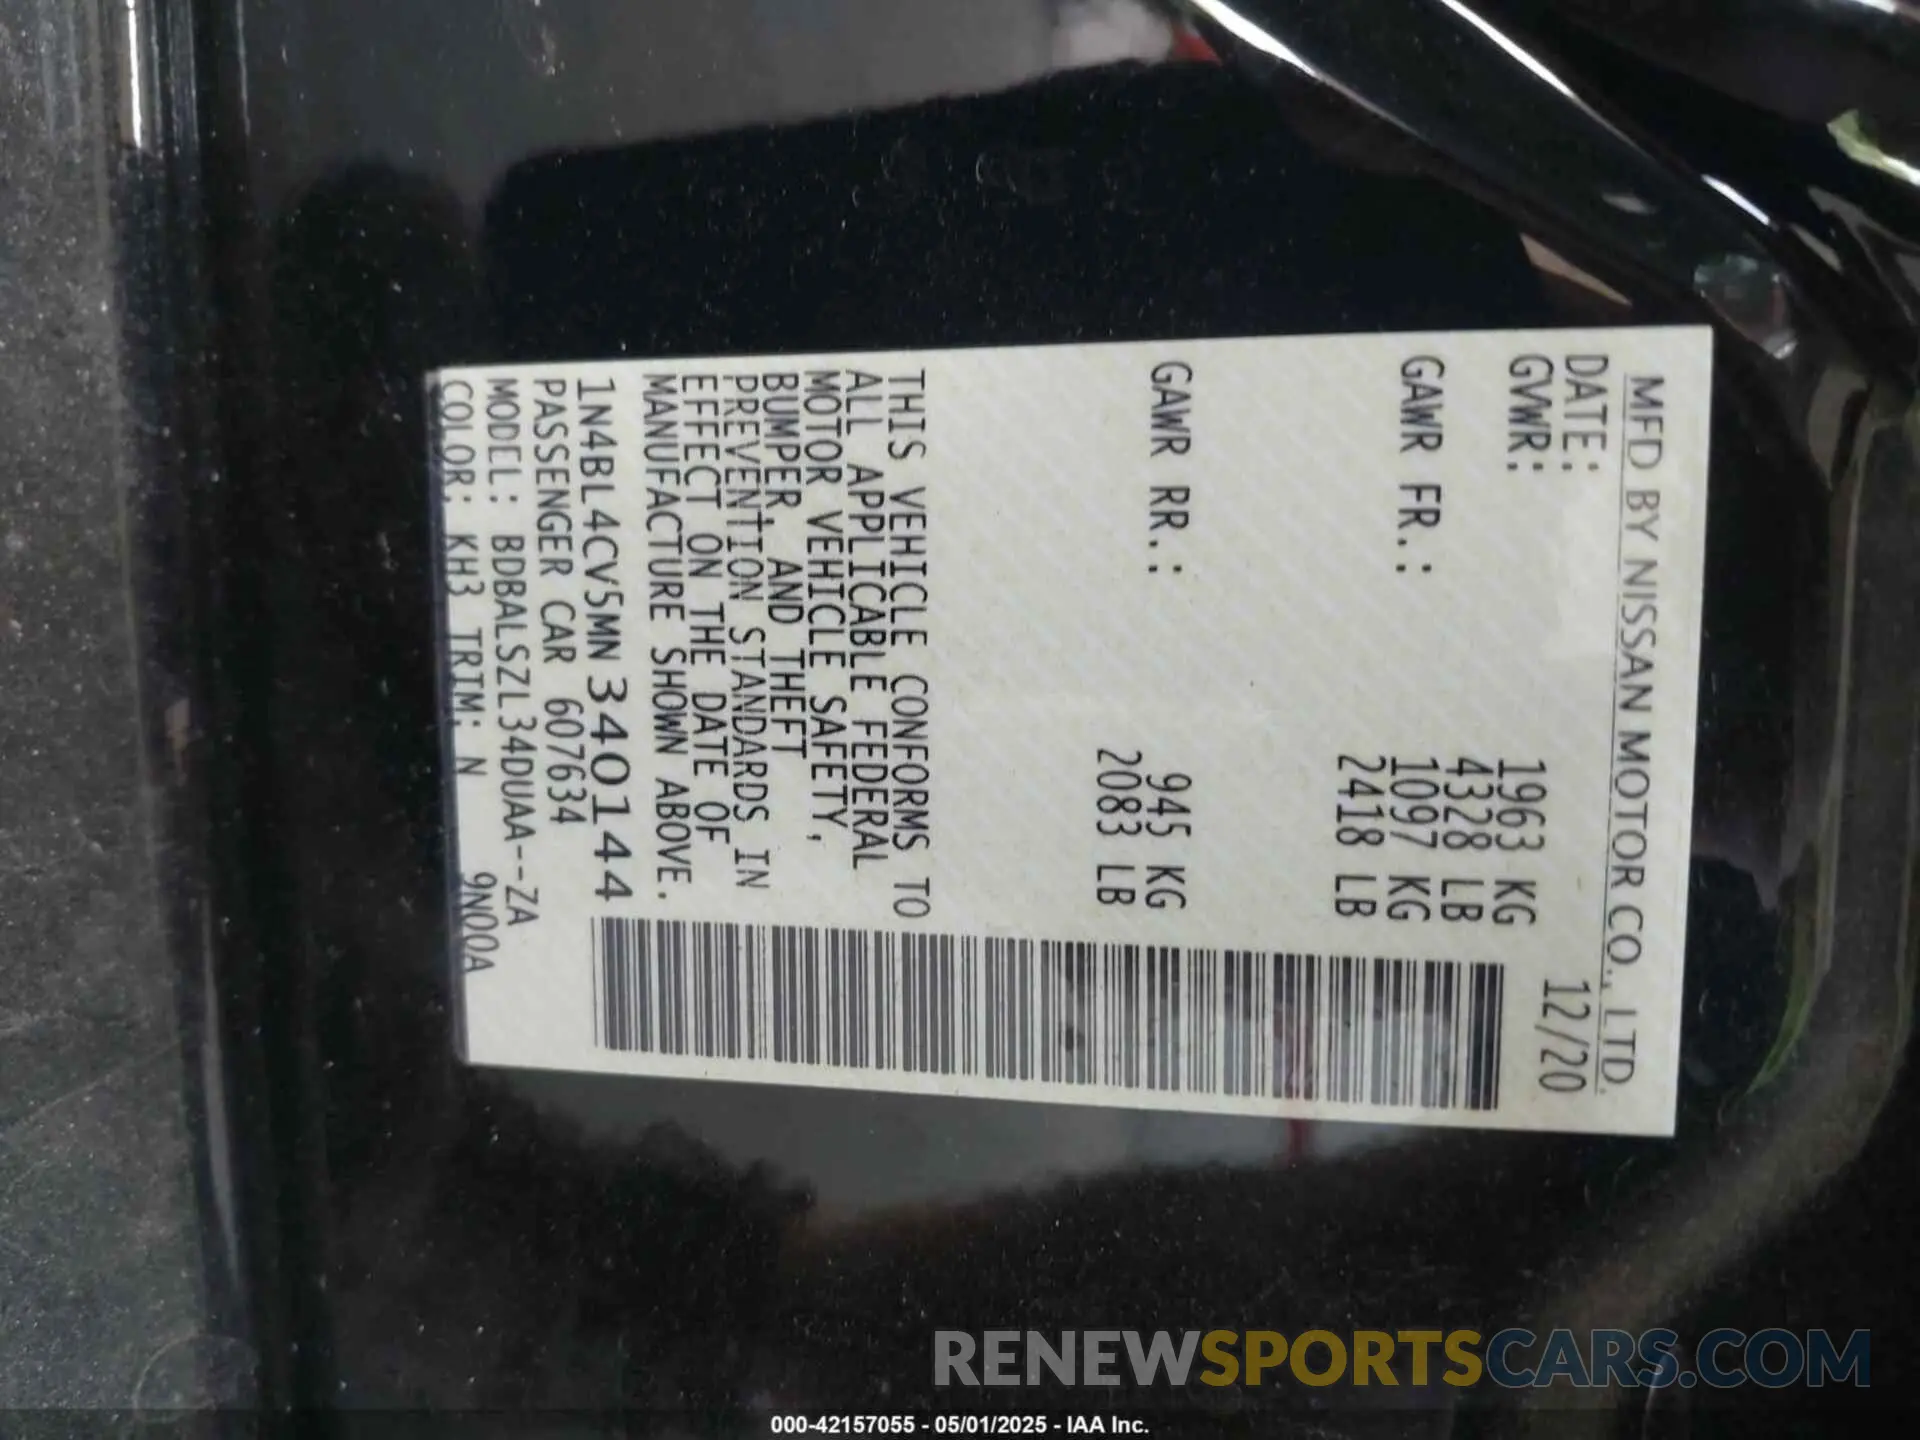 MFD BY NISSAN MOTOR CO., LTD.
DATE: 12/20
GVWR: 1963 KG
4328 LB
GAWR FR.: 1097 KG
2418 LB
GAWR RR.: 945 KG
2083 LB
THIS VEHICLE CONFORMS TO
ALL APPLICABLE FEDERAL
MOTOR VEHICLE SAFETY,
BUMPER, AND THEFT
PREVENTION STANDARDS IN
EFFECT ON THE DATE OF
MANUFACTURE SHOWN ABOVE.
1N4BL4CV5MN340144
PASSENGER CAR 607634
MODEL: BDBALSZL34DUAA--ZA
COLOR: KH3 TRIM: N 9N00A
RENEWSPORTSCARS.COM
000-42157055 - 05/01/2025 - IAA Inc.